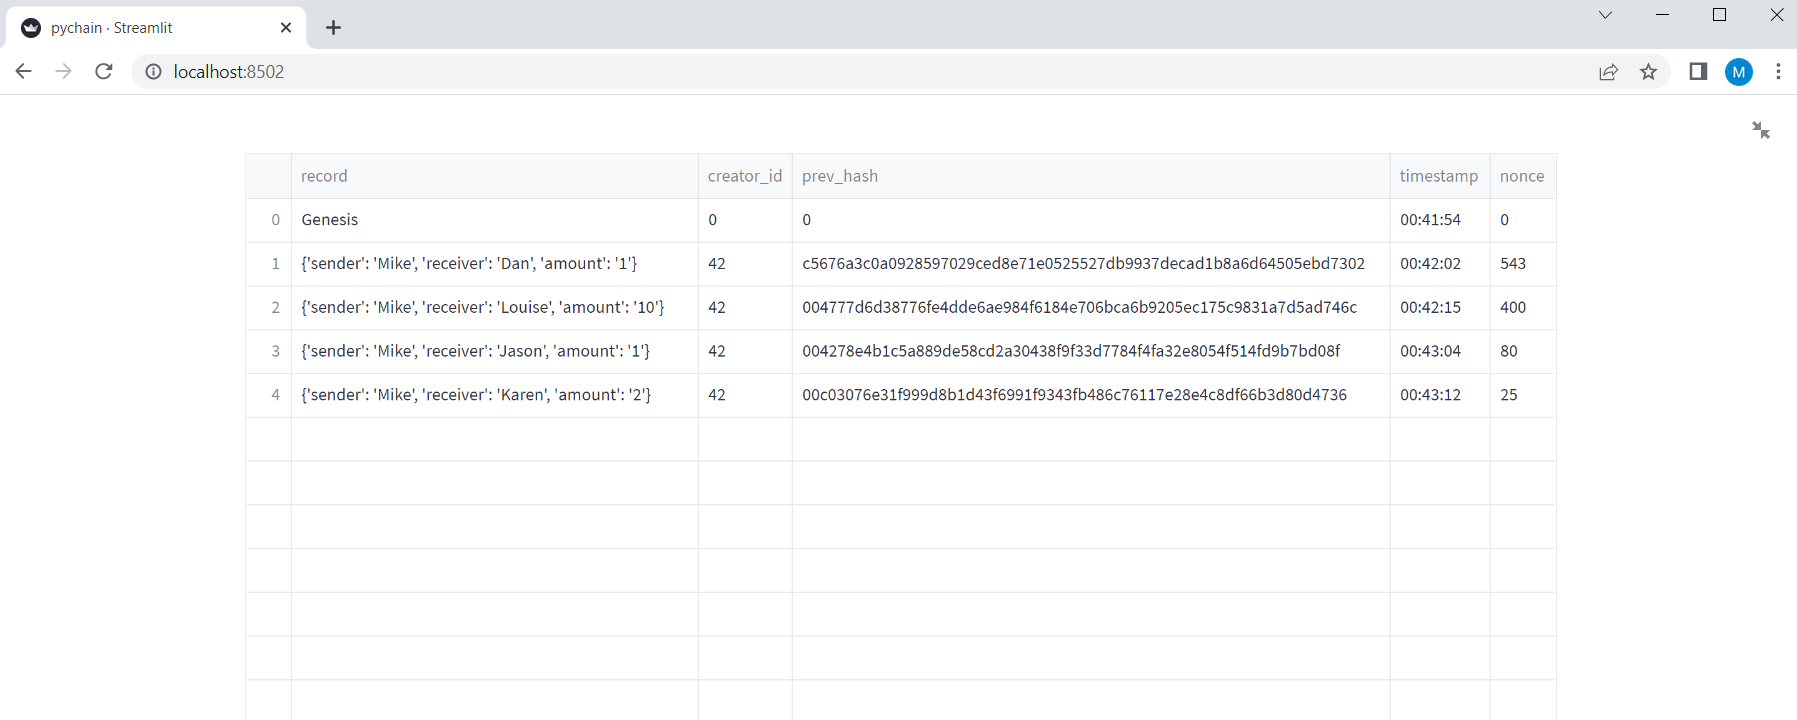 pychain · Streamlit
localhost:8502
M
record creator_id prev_hash timestamp nonce
0 Genesis 0 0 00:41:54 0
1 {'sender': 'Mike', 'receiver': 'Dan', 'amount': '1'} 42 c5676a3c0a0928597029ced8e71e0525527db9937decad1b8a6d64505ebd7302 00:42:02 543
2 {'sender': 'Mike', 'receiver': 'Louise', 'amount': '10'} 42 004777d6d38776fe4dde6ae984f6184e706bca6b9205ec175c9831a7d5ad746c 00:42:15 400
3 {'sender': 'Mike', 'receiver': 'Jason', 'amount': '1'} 42 004278e4b1c5a889de58cd2a30438f9f33d7784f4fa32e8054f514fd9b7bd08f 00:43:04 80
4 {'sender': 'Mike', 'receiver': 'Karen', 'amount': '2'} 42 00c03076e31f999d8b1d43f6991f9343fb486c76117e28e4c8df66b3d80d4736 00:43:12 25